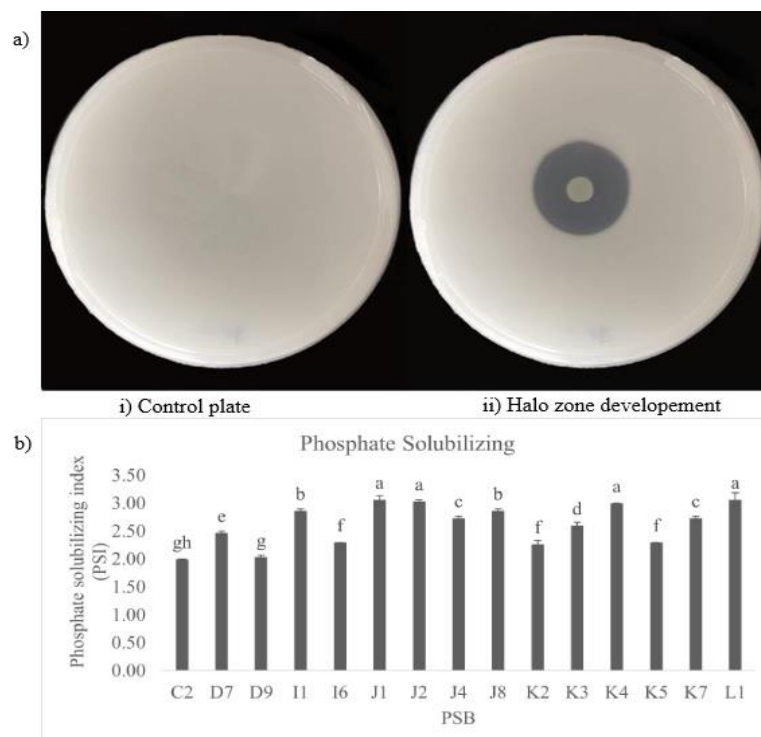 a)
i) Control plate
ii) Halo zone developement
b)
Phosphate Solubilizing
Phosphate solubilizing index
(PSI)
3.50
3.00
2.50
2.00
1.50
1.00
0.50
0.00
gh e g b f a a c b f d a f c a
C2 D7 D9 I1 I6 J1 J2 J4 J8 K2 K3 K4 K5 K7 L1
PSB